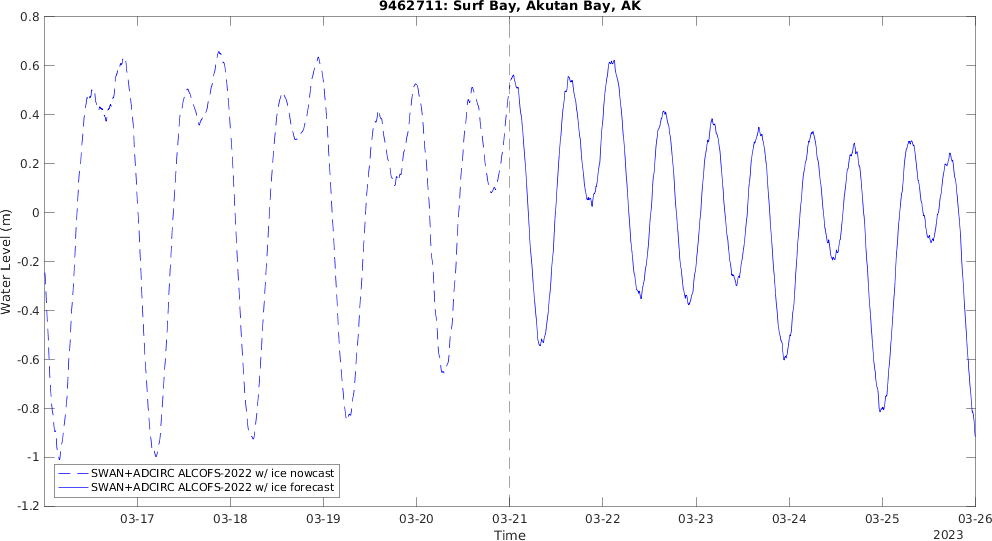 9462711: Surf Bay, Akutan Bay, AK
Water Level (m)
0.8
0.6
0.4
0.2
0
-0.2
-0.4
-0.6
-0.8
-1
-1.2
SWAN+ADCIRC ALCOFS-2022 w/ ice nowcast
SWAN+ADCIRC ALCOFS-2022 w/ ice forecast
03-17 03-18 03-19 03-20 03-21 03-22 03-23 03-24 03-25 03-26
Time
2023